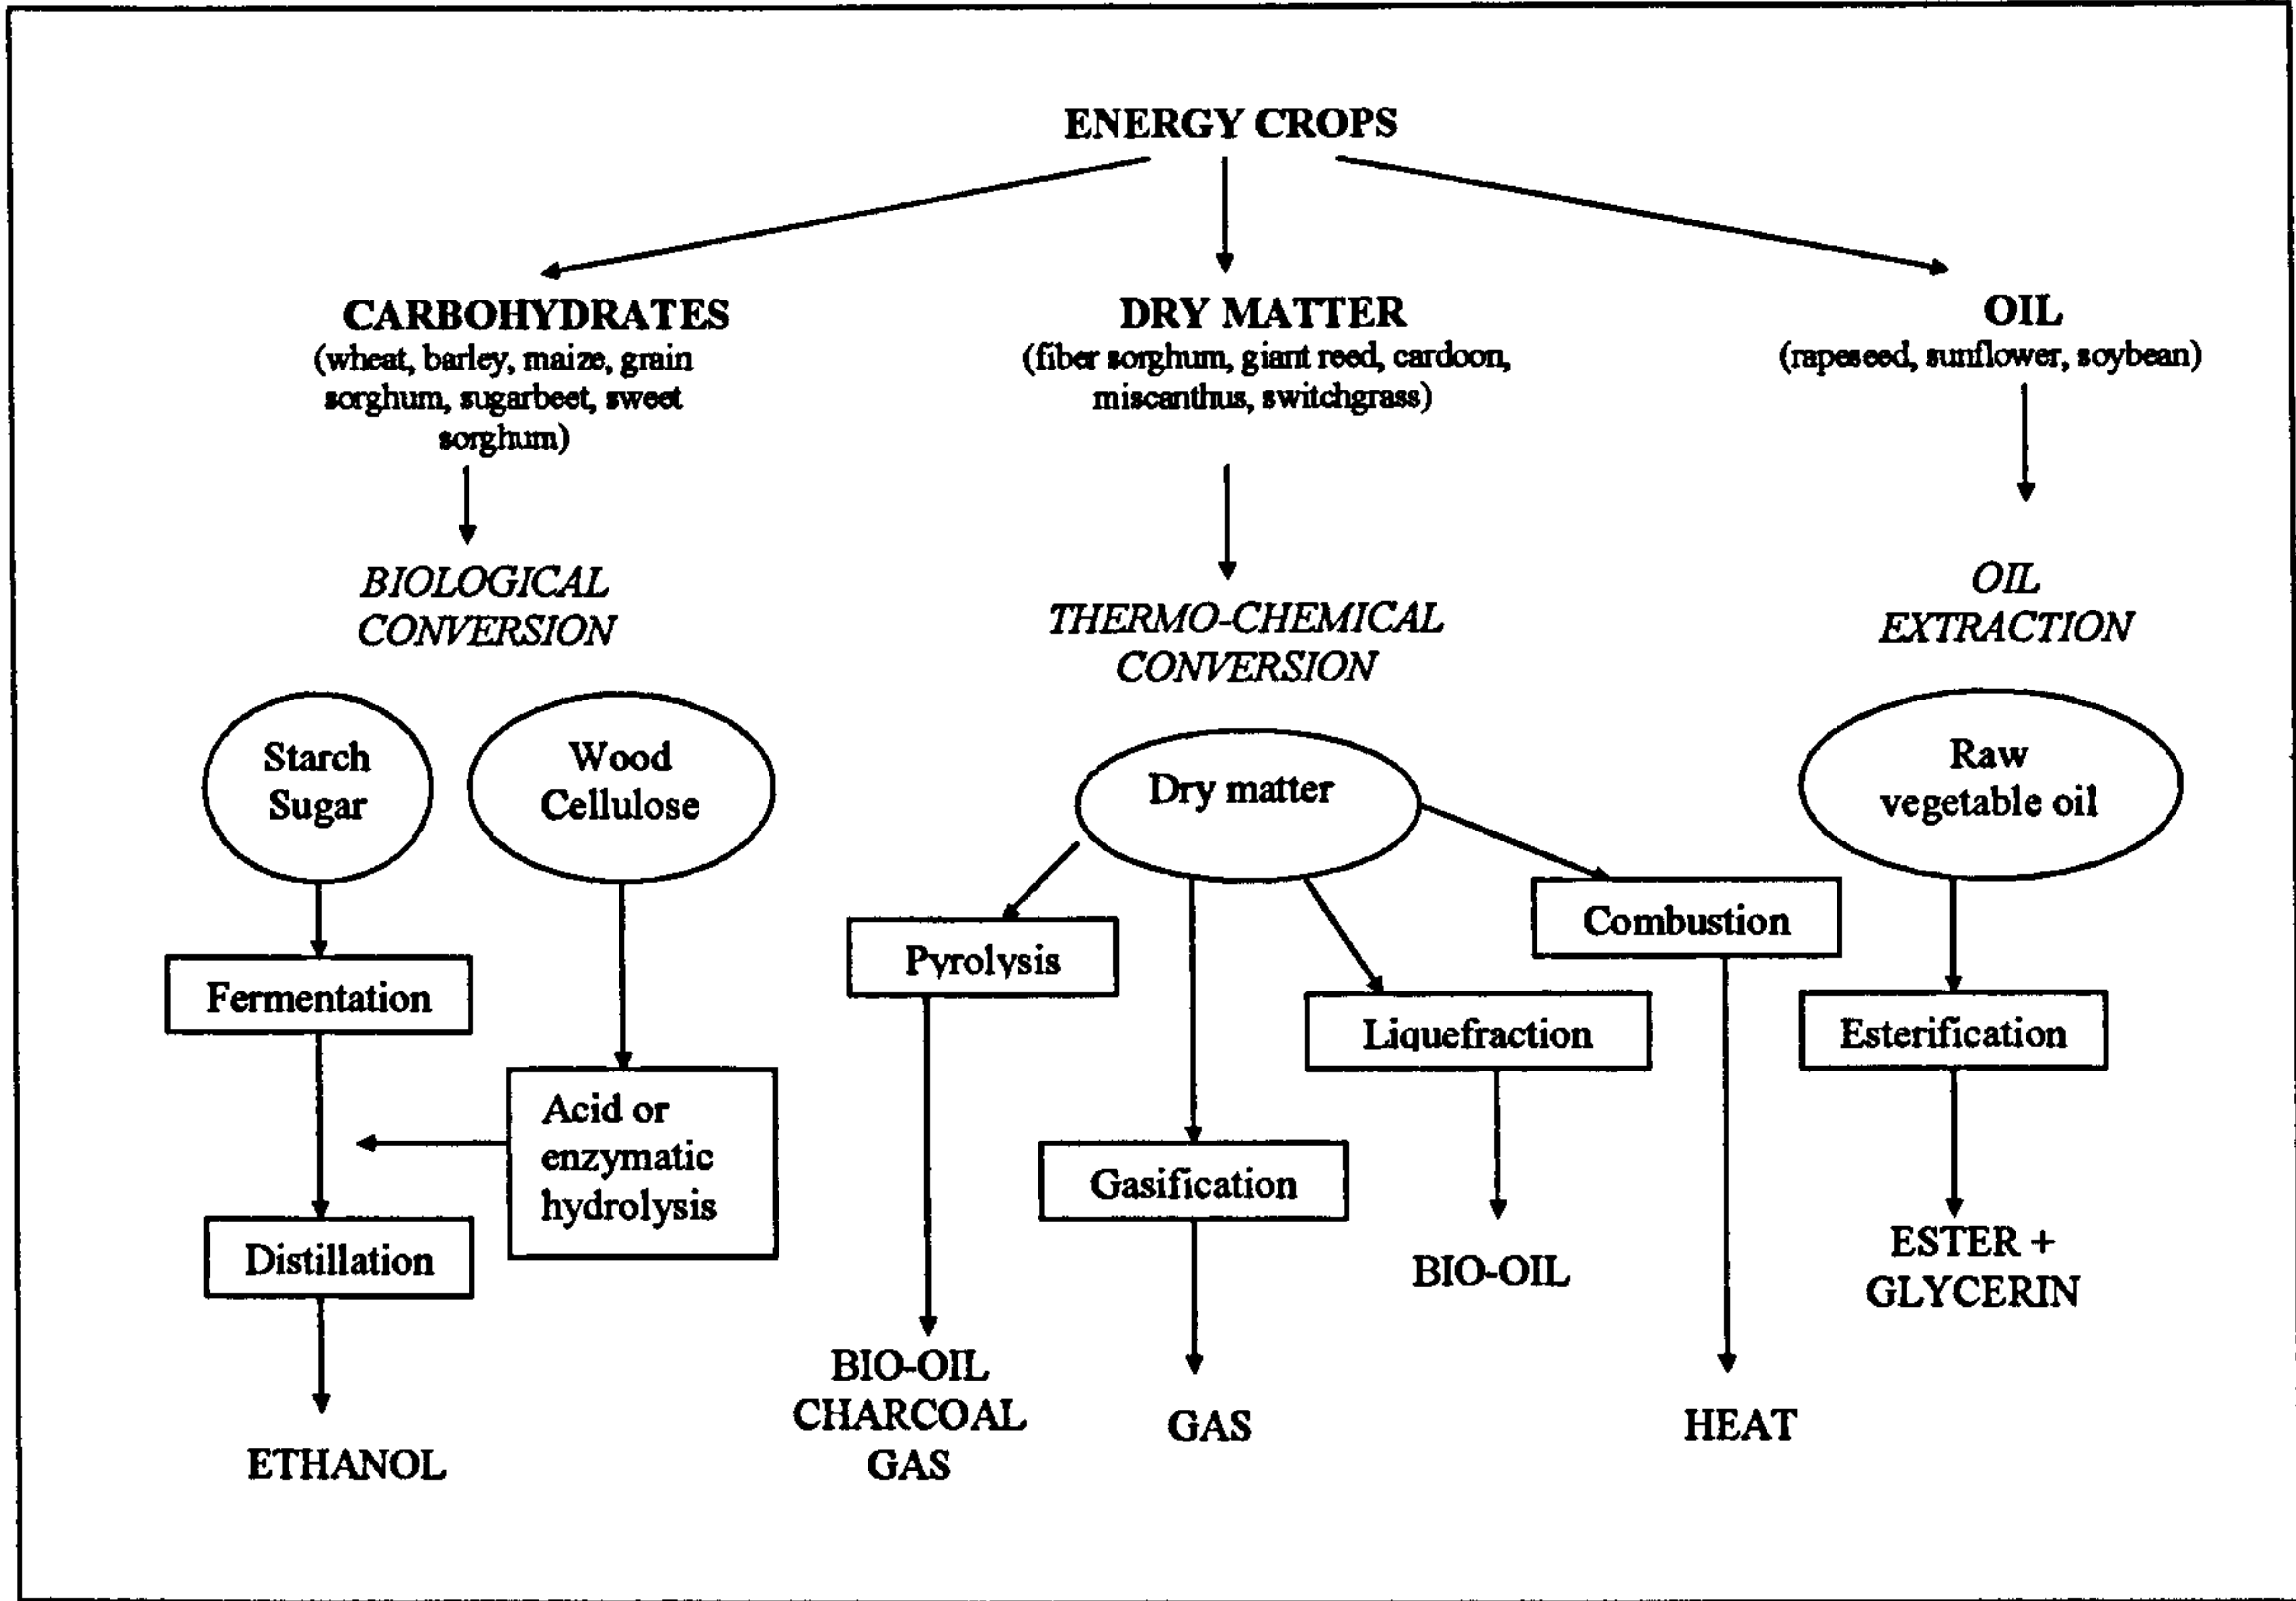 ENERGY CROPS
CARBOHYDRATES
(wheat, barley, maize, grain
sorghum, sugarbeet, sweet
sorghum)
DRY MATTER
(fiber sorghum, giant reed, cardoon,
miscanthus, switchgrass)
OIL
(rapeseed, sunflower, soybean)
BIOLOGICAL
CONVERSION
THERMO-CHEMICAL
CONVERSION
OIL
EXTRACTION
Starch
Sugar
Wood
Cellulose
Dry matter
Raw
vegetable oil
Fermentation
Acid or
enzymatic
hydrolysis
Distillation
ETHANOL
Pyrolysis
BIO-OIL
CHARCOAL
GAS
Gasification
GAS
Liquefraction
BIO-OIL
Combustion
HEAT
Esterification
ESTER +
GLYCERIN